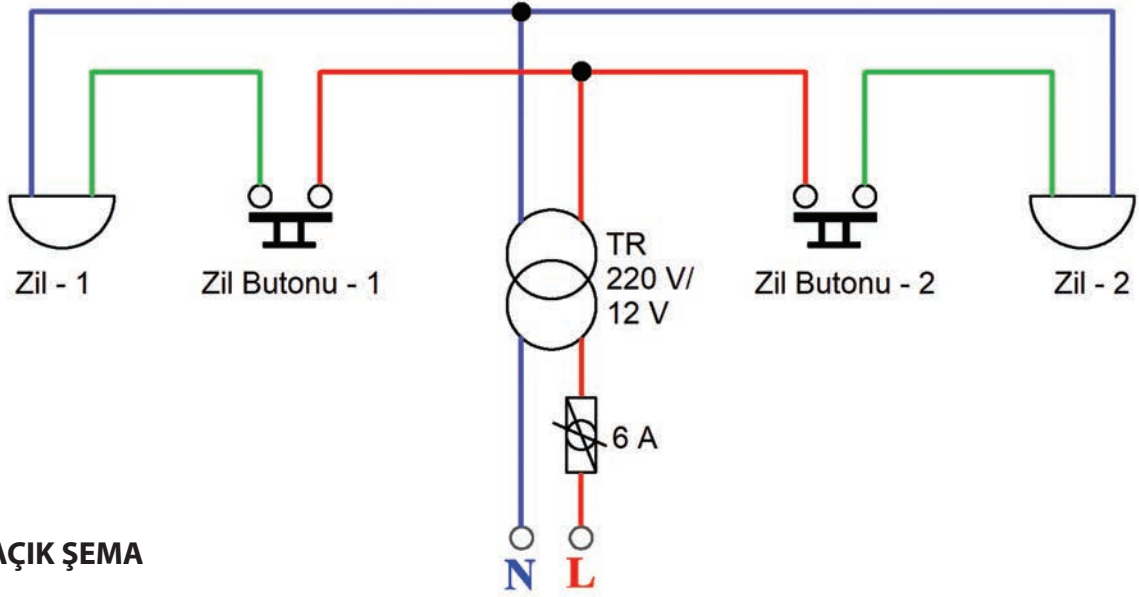 Zil - 1
Zil Butonu - 1
TR
220 V/
12 V
Zil Butonu - 2
Zil - 2
6 A
AÇIK ŞEMA
N
L